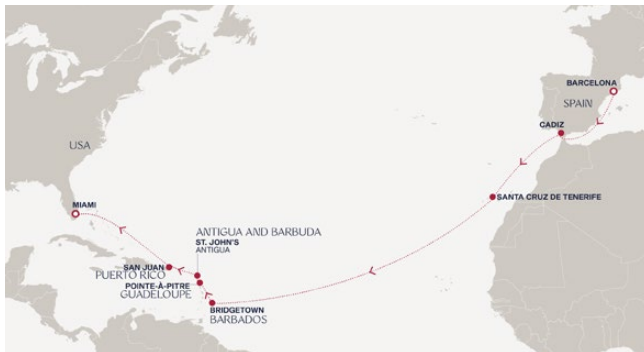 BARCELONA
SPAIN
CADIZ
USA
SANTA CRUZ DE TENERIFE
MIAMI
ANTIGUA AND BARBUDA
ST. JOHN'S
ANTIGUA
SAN JUAN
PUERTO RICO
POINTE-À-PITRE
GUADELOUPE
BRIDGETOWN
BARBADOS